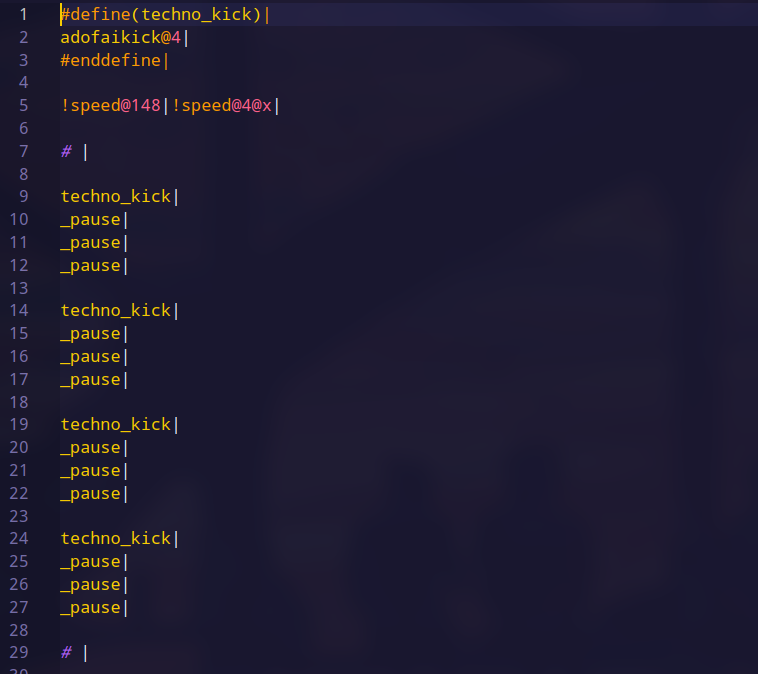 1 #define(techno_kick)|
2 adofaikick@4|
3 #enddefine|
4
5 !speed@148|!speed@4@x|
6
7 # |
8
9 techno_kick|
10 _pause|
11 _pause|
12 _pause|
13
14 techno_kick|
15 _pause|
16 _pause|
17 _pause|
18
19 techno_kick|
20 _pause|
21 _pause|
22 _pause|
23
24 techno_kick|
25 _pause|
26 _pause|
27 _pause|
28
29 # |
30